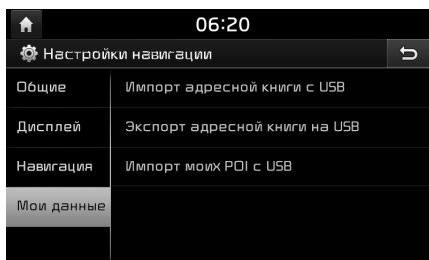 06:20
Настройки навигации
Общие
Импорт адресной книги с USB
Дисплей
Экспорт адресной книги на USB
Навигация
Импорт моих POI с USB
Мои данные